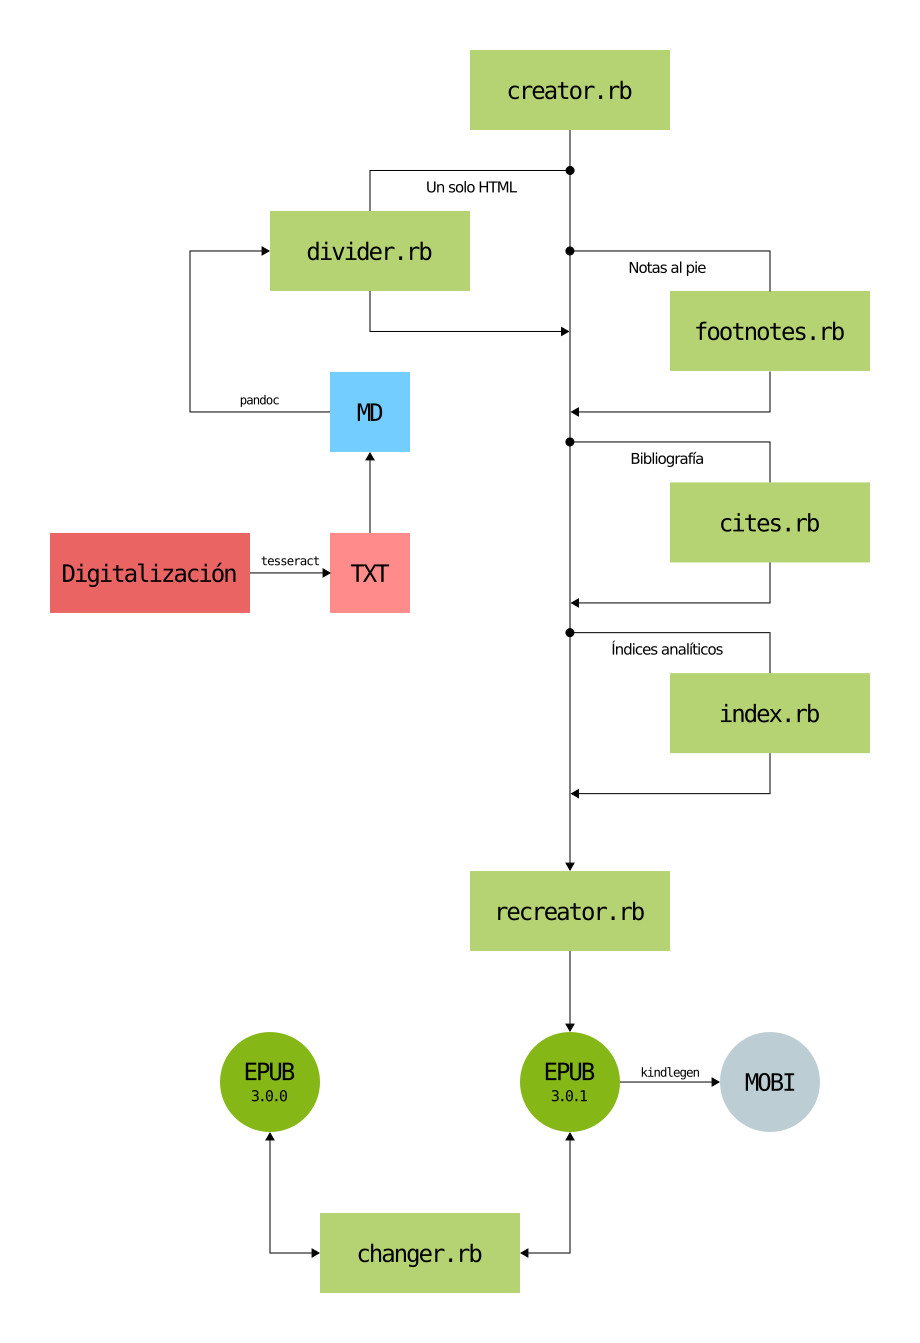 creator.rb
Un solo HTML
divider.rb
Notas al pie
footnotes.rb
pandoc
MD
Bibliografía
cites.rb
Digitalización
tesseract
TXT
Índices analíticos
index.rb
recreator.rb
EPUB
3.0.0
EPUB
3.0.1
kindlegen
MOBI
changer.rb